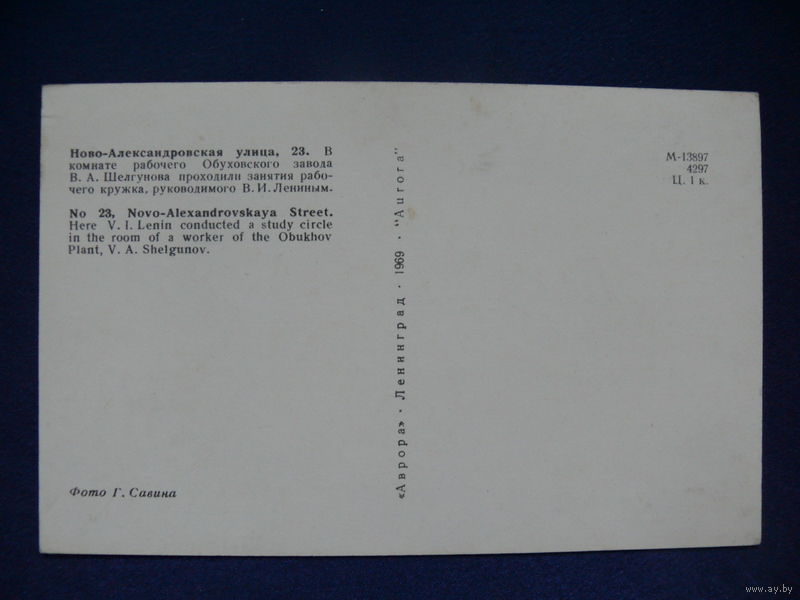 Ново-Александровская улица, 23. В
комнате рабочего Обуховского завода
В. А. Шелгунова проходили занятия рабо-
чего кружка, руководимого В. И. Лениным.
No 23, Novo-Alexandrovskaya Street.
Here V. I. Lenin conducted a study circle
in the room of a worker of the Obukhov
Plant, V. A. Shelgunov.
Фото Г. Савина
«Аврора» · Ленинград · 1969 · "Aurora"
М-13897
4297
Ц. 1 к.
www.ay.by